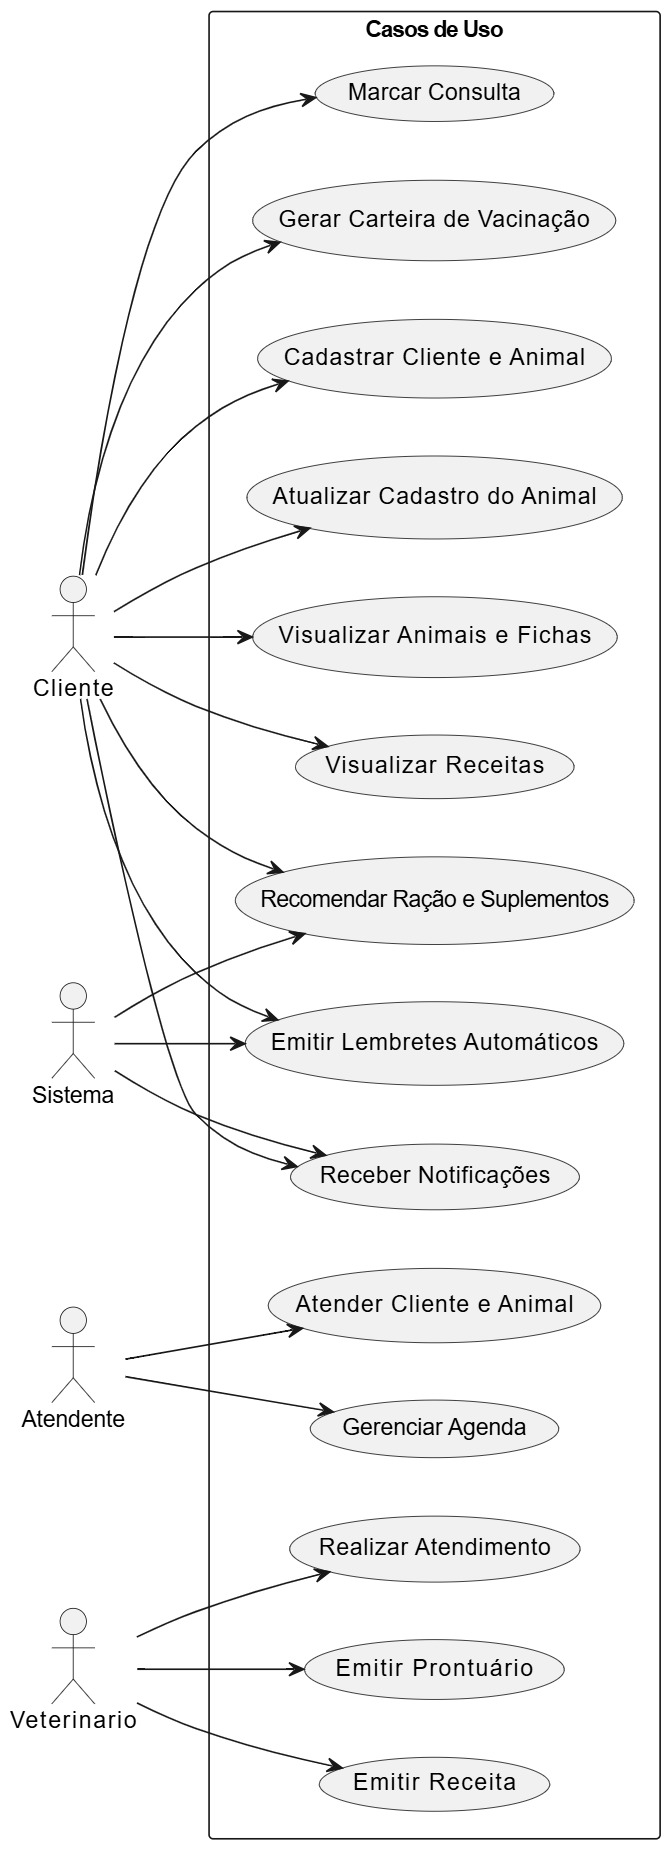 Casos de Uso
Marcar Consulta
Gerar Carteira de Vacinação
Cadastrar Cliente e Animal
Atualizar Cadastro do Animal
Visualizar Animais e Fichas
Cliente
Visualizar Receitas
Recomendar Ração e Suplementos
Emitir Lembretes Automáticos
Sistema
Receber Notificações
Atender Cliente e Animal
Atendente
Gerenciar Agenda
Realizar Atendimento
Emitir Prontuário
Veterinario
Emitir Receita